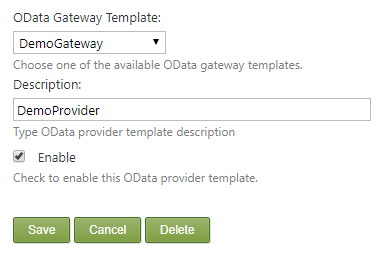 OData Gateway Template:
DemoGateway
Choose one of the available OData gateway templates.
Description:
DemoProvider
Type OData provider template description
Enable
Check to enable this OData provider template.
Save Cancel Delete